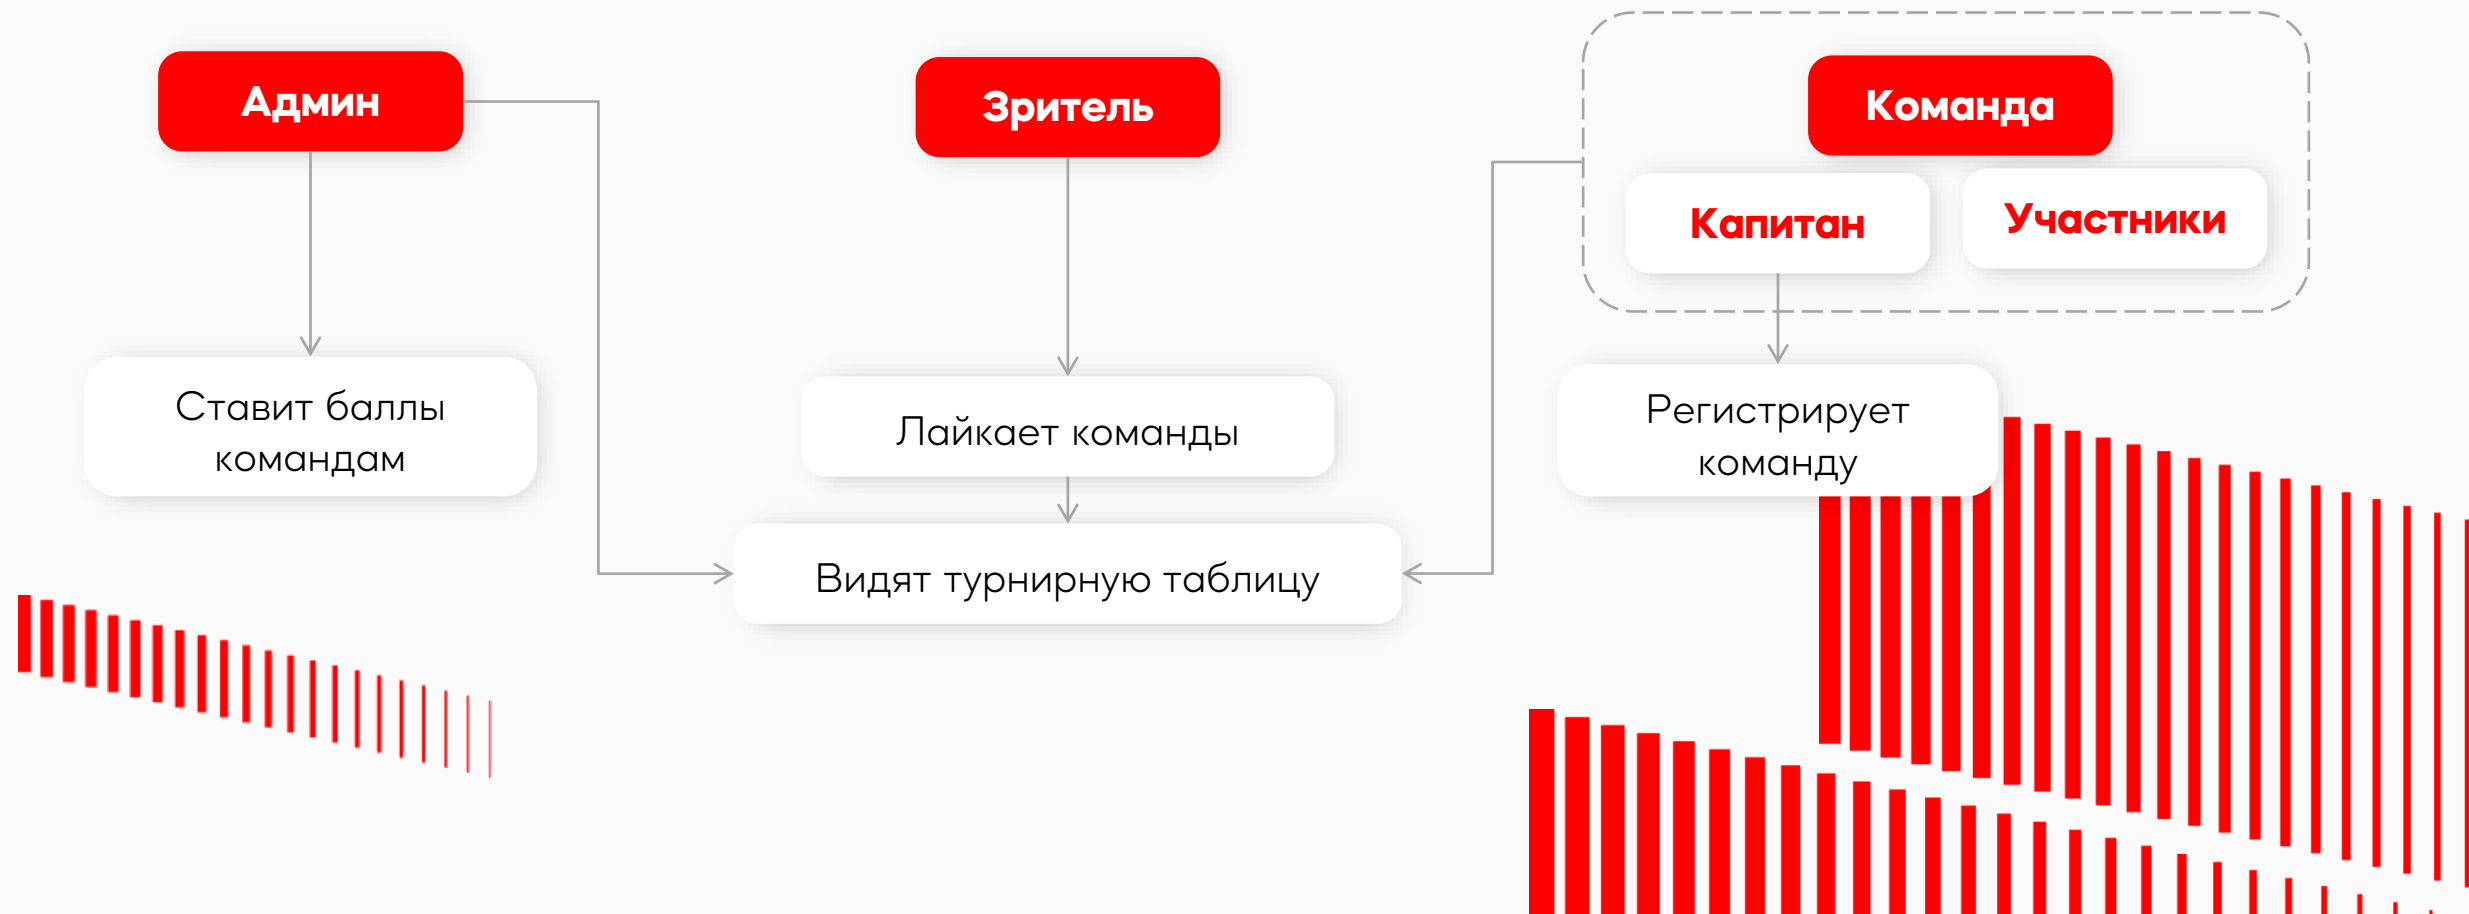 Админ
Зритель
Команда
Капитан
Участники
Ставит баллы
командам
Лайкает команды
Регистрирует
команду
Видят турнирную таблицу